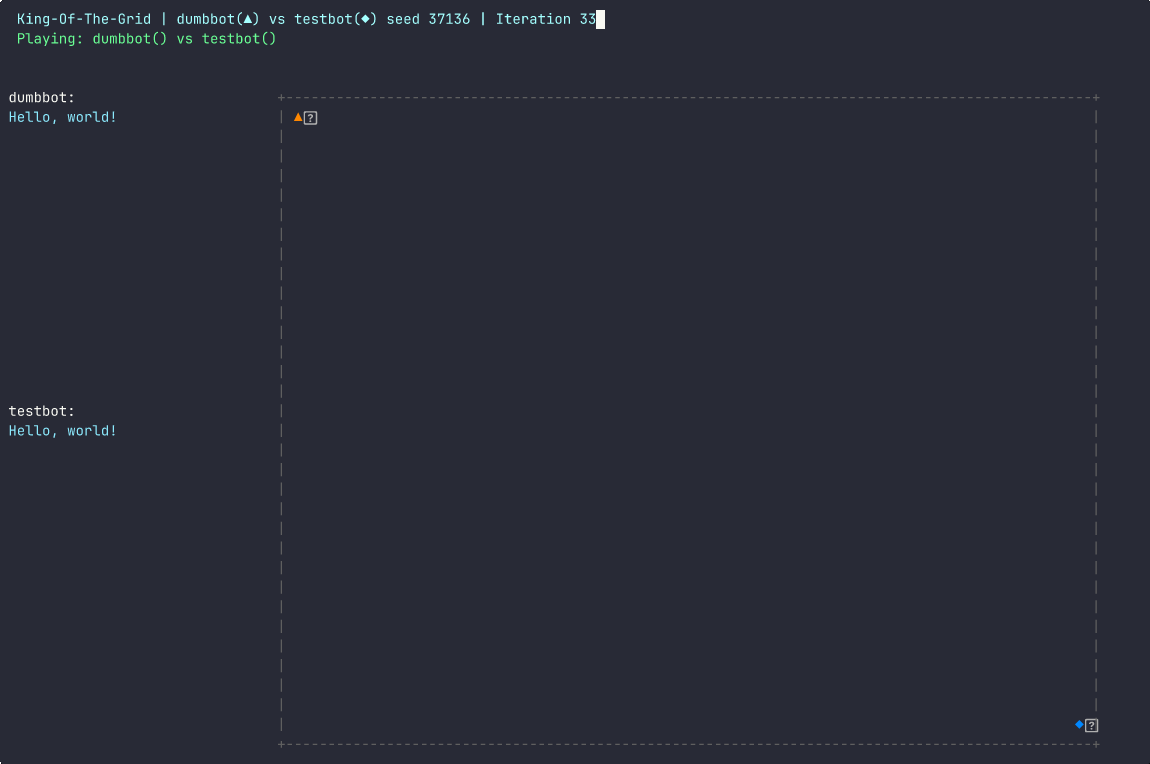 King-Of-The-Grid | dumbbot(▲) vs testbot(◆) seed 37136 | Iteration 33
Playing: dumbbot() vs testbot()
dumbbot:
Hello, world!
▲?
testbot:
Hello, world!
◆?